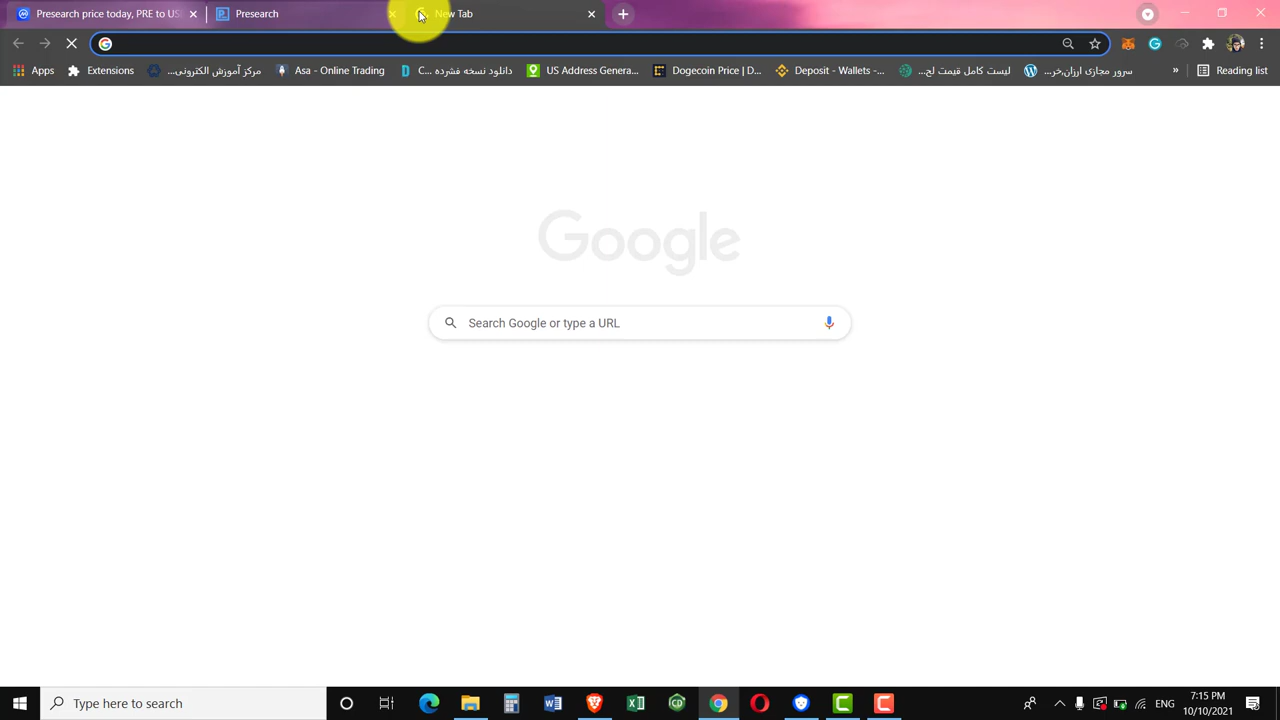 Presearch price today, PRE to US
Presearch
New Tab
Apps
Extensions
مرکز آموزش الکترونی...
Asa - Online Trading
دانلود نسخه فشرده C...
US Address Genera...
Dogecoin Price | D...
Deposit - Wallets -...
لیست کامل قیمت لح...
سرور مجازی ارزان,خر...
»
Reading list
Google
Search Google or type a URL
Type here to search
ENG
7:15 PM
10/10/2021